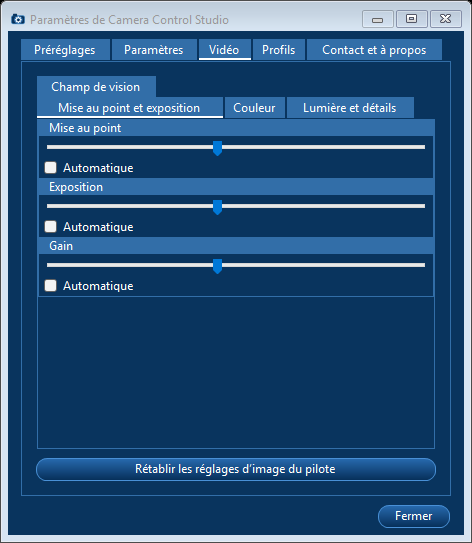 Paramètres de Camera Control Studio
Préréglages Paramètres Vidéo Profils Contact et à propos
Champ de vision
Mise au point et exposition Couleur Lumière et détails
Mise au point
Automatique
Exposition
Automatique
Gain
Automatique
Rétablir les réglages d'image du pilote
Fermer